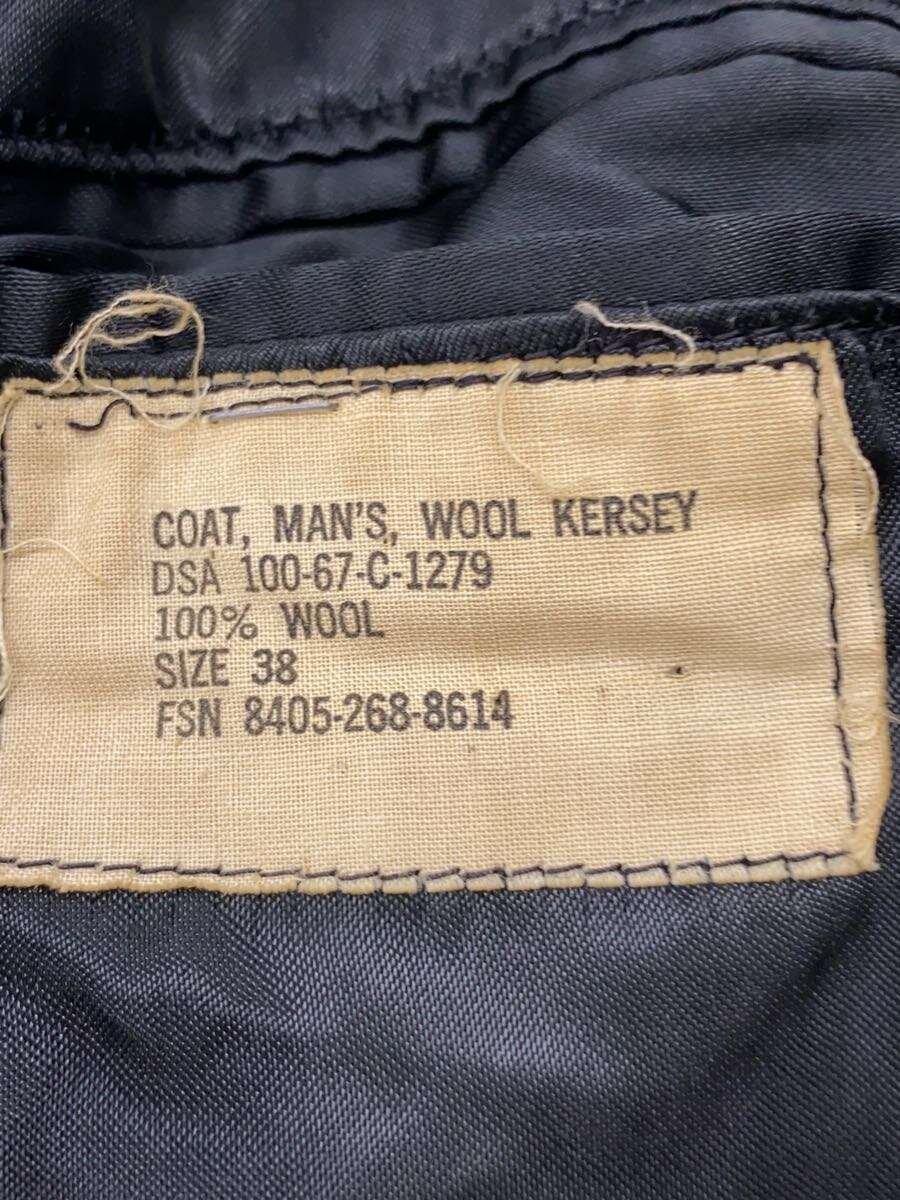 COAT, MAN'S, WOOL KERSEY
DSA 100-67-C-1279
100% WOOL
SIZE 38
FSN 8405-268-8614